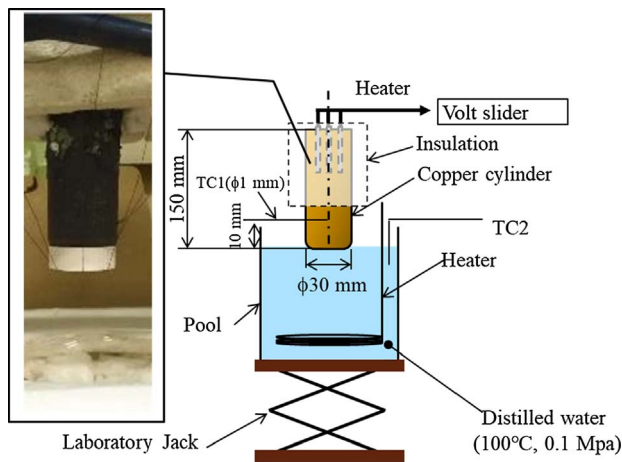 Heater
Volt slider
Insulation
Copper cylinder
TC1(ϕ1 mm)
150 mm
10 mm
TC2
Heater
ϕ30 mm
Pool
Laboratory Jack
Distilled water
(100℃, 0.1 Mpa)